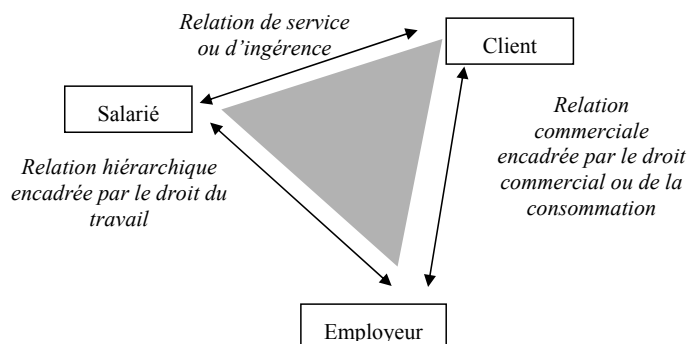 Relation de service
ou d'ingérence
Client
Salarié
Relation
commerciale
encadrée par le droit
commercial ou de la
consommation
Relation hiérarchique
encadrée par le droit du
travail
Employeur